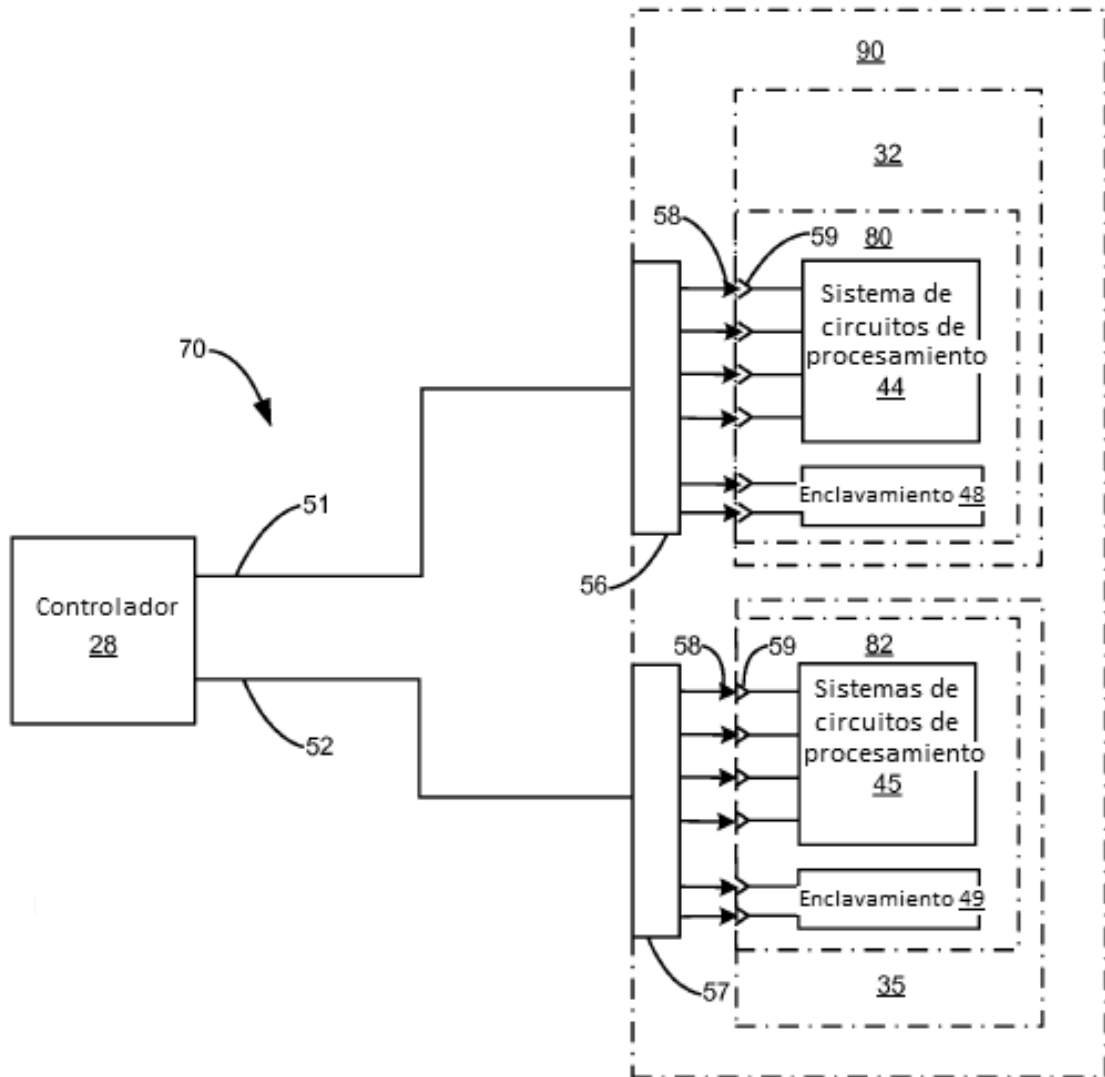 90
32
58
59
80
Sistema de
circuitos de
procesamiento
44
70
51
Enclavamiento 48
56
Controlador
28
58
59
82
Sistemas de
circuitos de
procesamiento
45
52
Enclavamiento 49
57
35